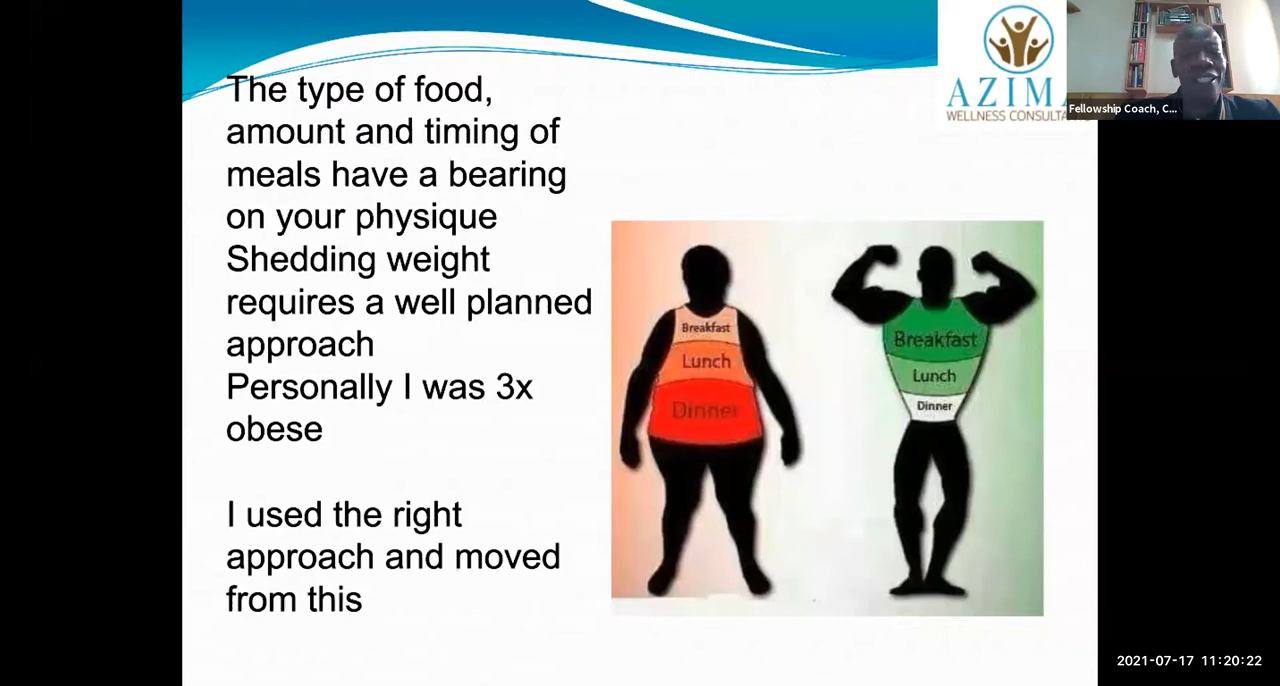 The type of food,
amount and timing of
meals have a bearing
on your physique
Shedding weight
requires a well planned
approach
Personally I was 3x
obese
I used the right
approach and moved
from this
Breakfast
Lunch
Dinner
Breakfast
Lunch
Dinner
AZIM
WELLNESS CONSULTA
Fellowship Coach, C...
2021-07-17 11:20:22